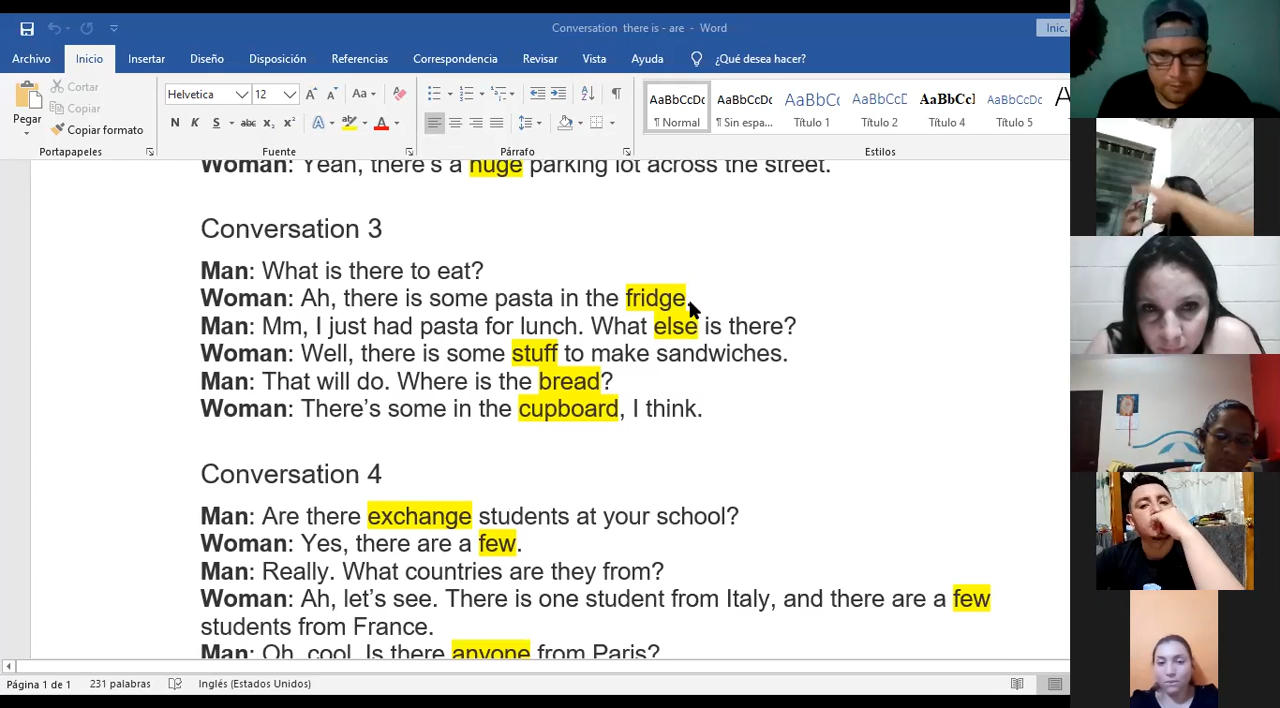 Conversation there is - are - Word
Inic.
Archivo Inicio Insertar Diseño Disposición Referencias Correspondencia Revisar Vista Ayuda ¿Qué desea hacer?
Pegar
Cortar
Copiar
Copiar formato
Portapapeles
Helvetica 12 Aa
N K S abc x₂ x² A A
Fuente
Párrafo
AaBbCcDc AaBbCcDc AaBbC AaBbCcD AaBbCc AaBbCcDc
¶ Normal ¶ Sin espa... Título 1 Título 2 Título 4 Título 5
Estilos
Woman: Yeah, there's a huge parking lot across the street.
Conversation 3
Man: What is there to eat?
Woman: Ah, there is some pasta in the fridge.
Man: Mm, I just had pasta for lunch. What else is there?
Woman: Well, there is some stuff to make sandwiches.
Man: That will do. Where is the bread?
Woman: There's some in the cupboard, I think.
Conversation 4
Man: Are there exchange students at your school?
Woman: Yes, there are a few.
Man: Really. What countries are they from?
Woman: Ah, let's see. There is one student from Italy, and there are a few
students from France.
Man: Oh, cool. Is there anyone from Paris?
Página 1 de 1 231 palabras Inglés (Estados Unidos)